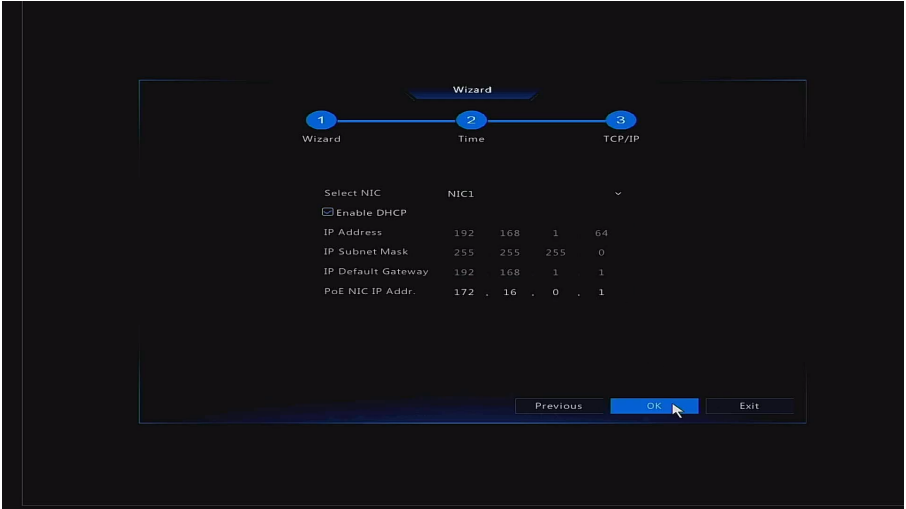 Wizard
1 2 3
Wizard Time TCP/IP
Select NIC NIC1
Enable DHCP
IP Address 192 168 1 64
IP Subnet Mask 255 255 255 0
IP Default Gateway 192 168 1 1
PoE NIC IP Addr. 172 . 16 . 0 . 1
Previous OK Exit